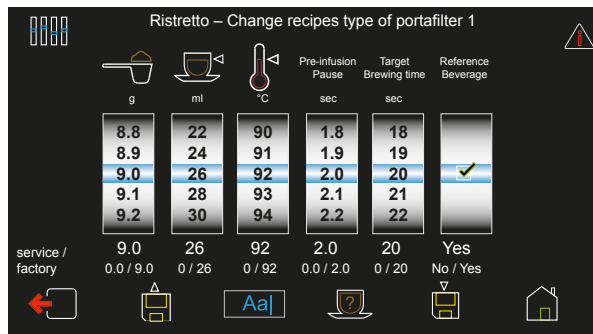 Ristretto – Change recipes type of portafilter 1
Pre-infusion Pause
Target Brewing time
Reference Beverage
g ml °C sec sec
8.8 22 90 1.8 18
8.9 24 91 1.9 19
9.0 26 92 2.0 20
9.1 28 93 2.1 21
9.2 30 94 2.2 22
service / 9.0 26 92 2.0 20 Yes
factory 0.0 / 9.0 0 / 26 0 / 92 0.0 / 2.0 0 / 20 No / Yes
Aa| ?